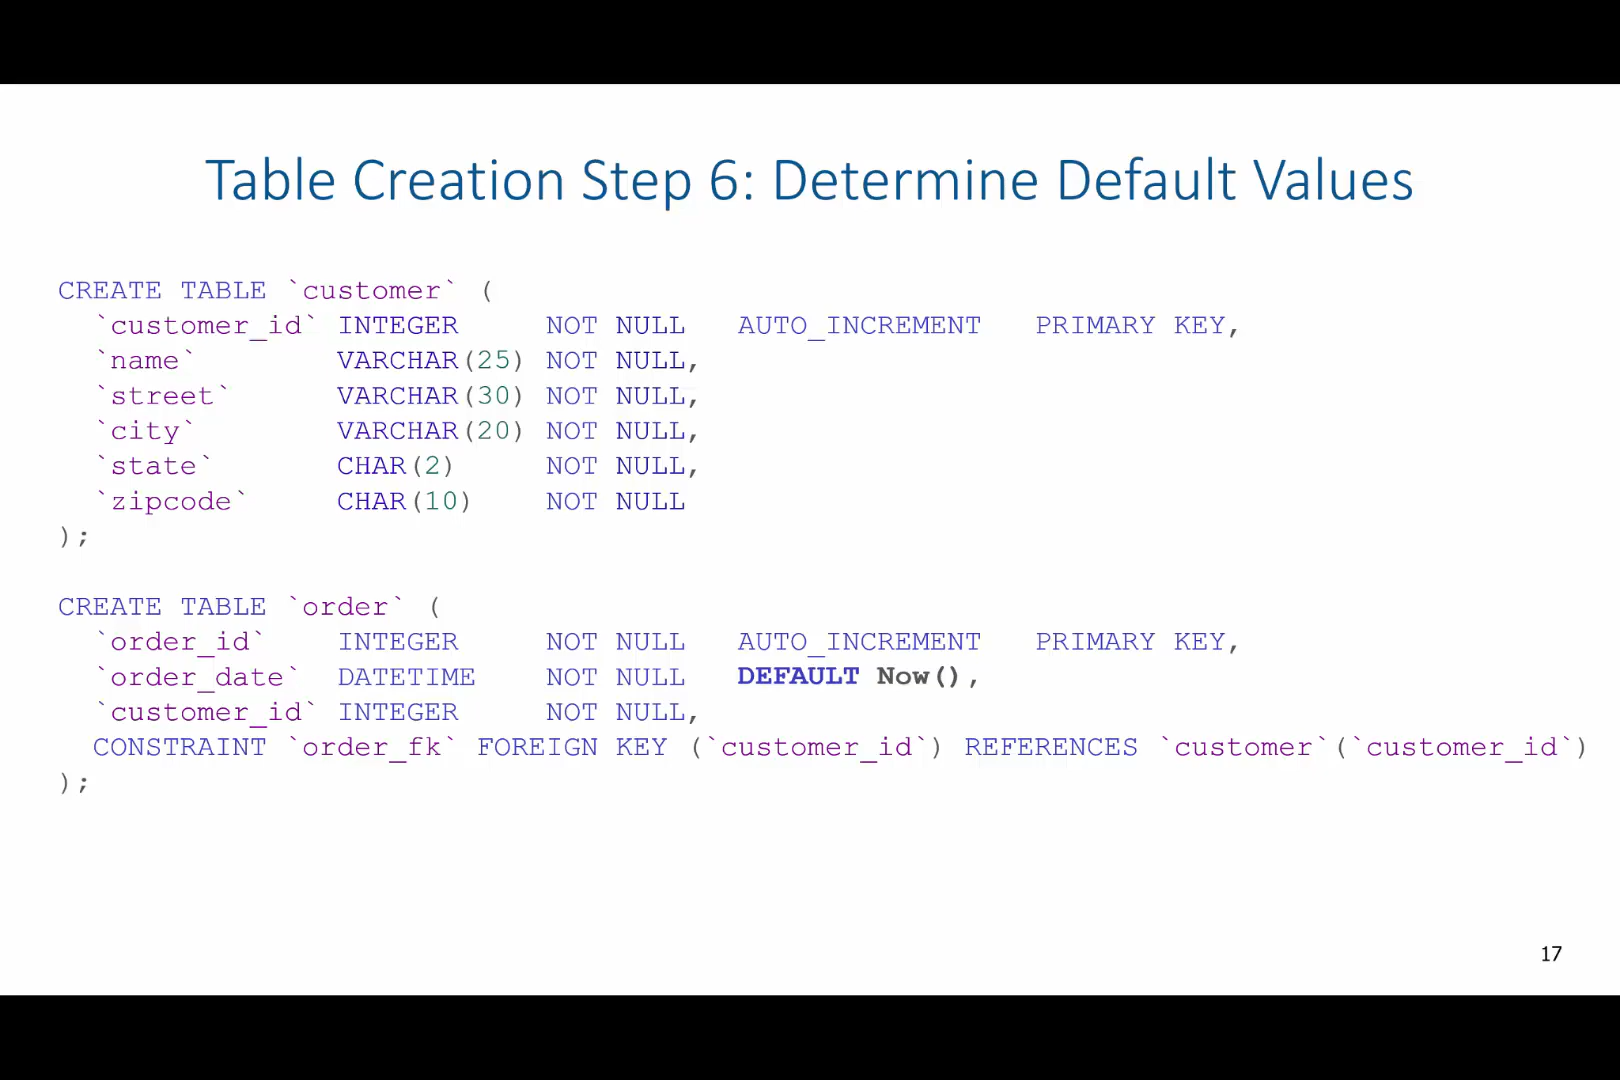 Table Creation Step 6: Determine Default Values
CREATE TABLE `customer` (
`customer_id` INTEGER NOT NULL AUTO_INCREMENT PRIMARY KEY,
`name` VARCHAR(25) NOT NULL,
`street` VARCHAR(30) NOT NULL,
`city` VARCHAR(20) NOT NULL,
`state` CHAR(2) NOT NULL,
`zipcode` CHAR(10) NOT NULL
);
CREATE TABLE `order` (
`order_id` INTEGER NOT NULL AUTO_INCREMENT PRIMARY KEY,
`order_date` DATETIME NOT NULL DEFAULT Now(),
`customer_id` INTEGER NOT NULL,
CONSTRAINT `order_fk` FOREIGN KEY (`customer_id`) REFERENCES `customer`(`customer_id`)
);
17